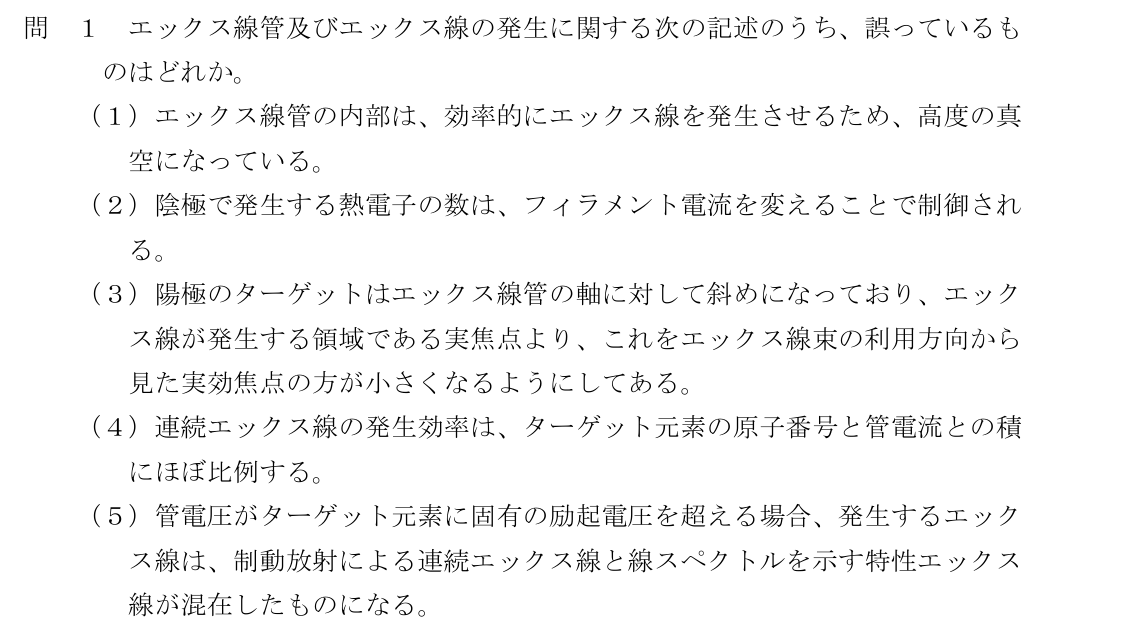 問　１　エックス線管及びエックス線の発生に関する次の記述のうち、誤っているも
のはどれか。
（１）エックス線管の内部は、効率的にエックス線を発生させるため、高度の真
空になっている。
（２）陰極で発生する熱電子の数は、フィラメント電流を変えることで制御され
る。
（３）陽極のターゲットはエックス線管の軸に対して斜めになっており、エック
ス線が発生する領域である実焦点より、これをエックス線束の利用方向から
見た実効焦点の方が小さくなるようにしてある。
（４）連続エックス線の発生効率は、ターゲット元素の原子番号と管電流との積
にほぼ比例する。
（５）管電圧がターゲット元素に固有の励起電圧を超える場合、発生するエック
ス線は、制動放射による連続エックス線と線スペクトルを示す特性エックス
線が混在したものになる。